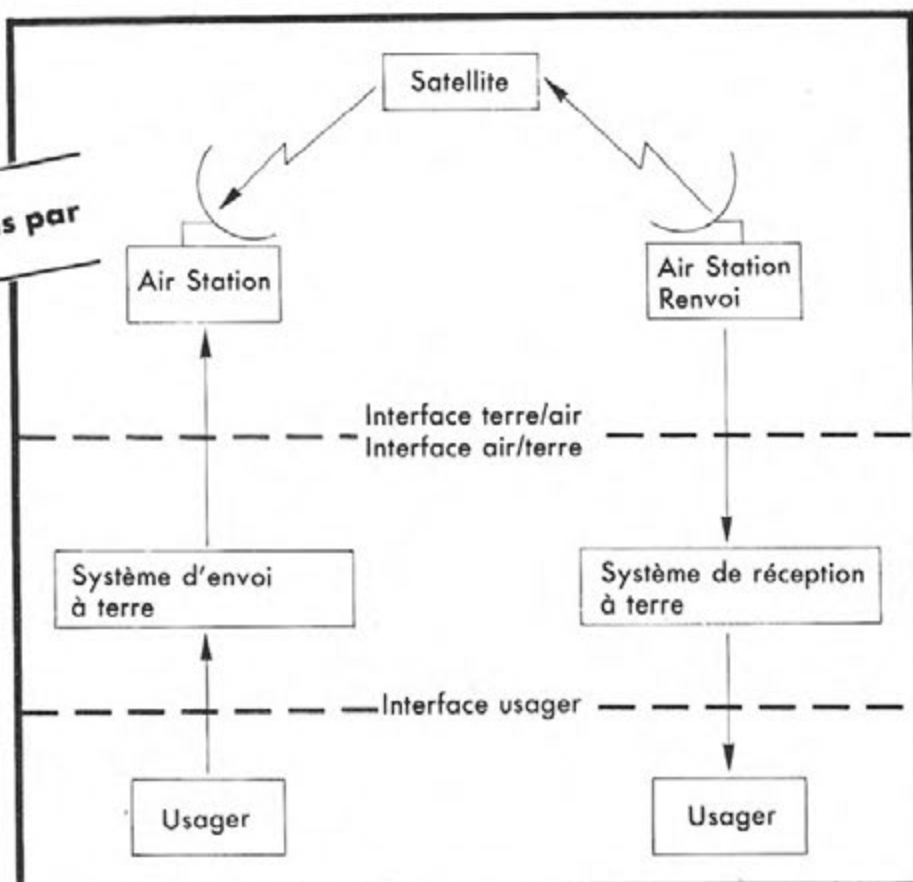 Satellite
s par
Air Station
Air Station
Renvoi
Interface terre/air
Interface air/terre
Système d'envoi
à terre
Système de réception
à terre
Interface usager
Usager
Usager